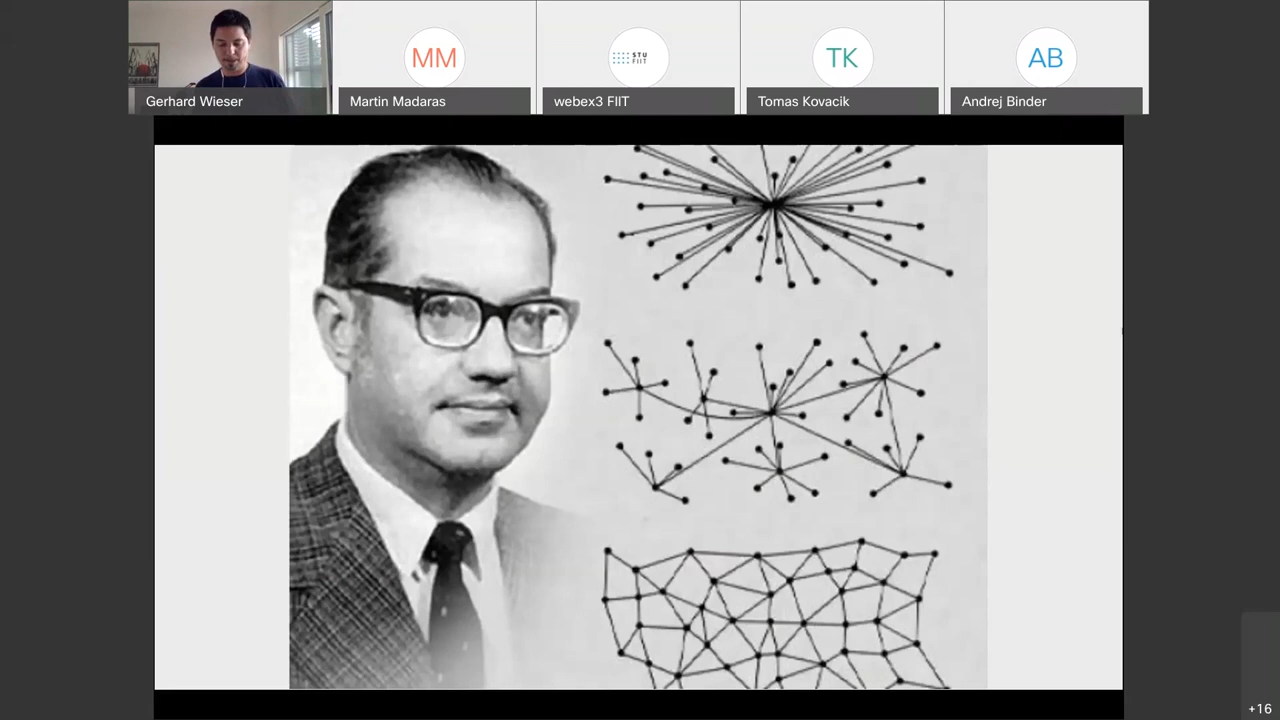 MM
STU
FIIT
TK
AB
Gerhard Wieser
Martin Madaras
webex3 FIIT
Tomas Kovacik
Andrej Binder
+16